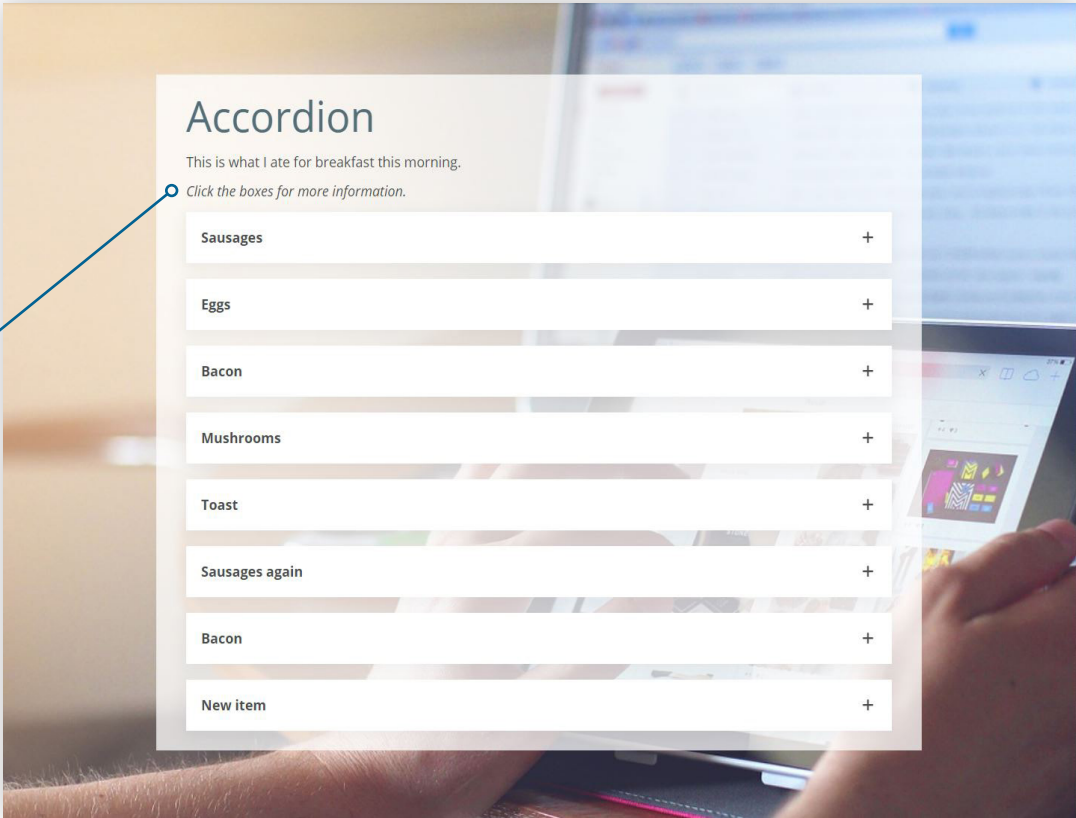 Accordion
This is what I ate for breakfast this morning.
Click the boxes for more information.
Sausages +
Eggs +
Bacon +
Mushrooms +
Toast +
Sausages again +
Bacon +
New item +